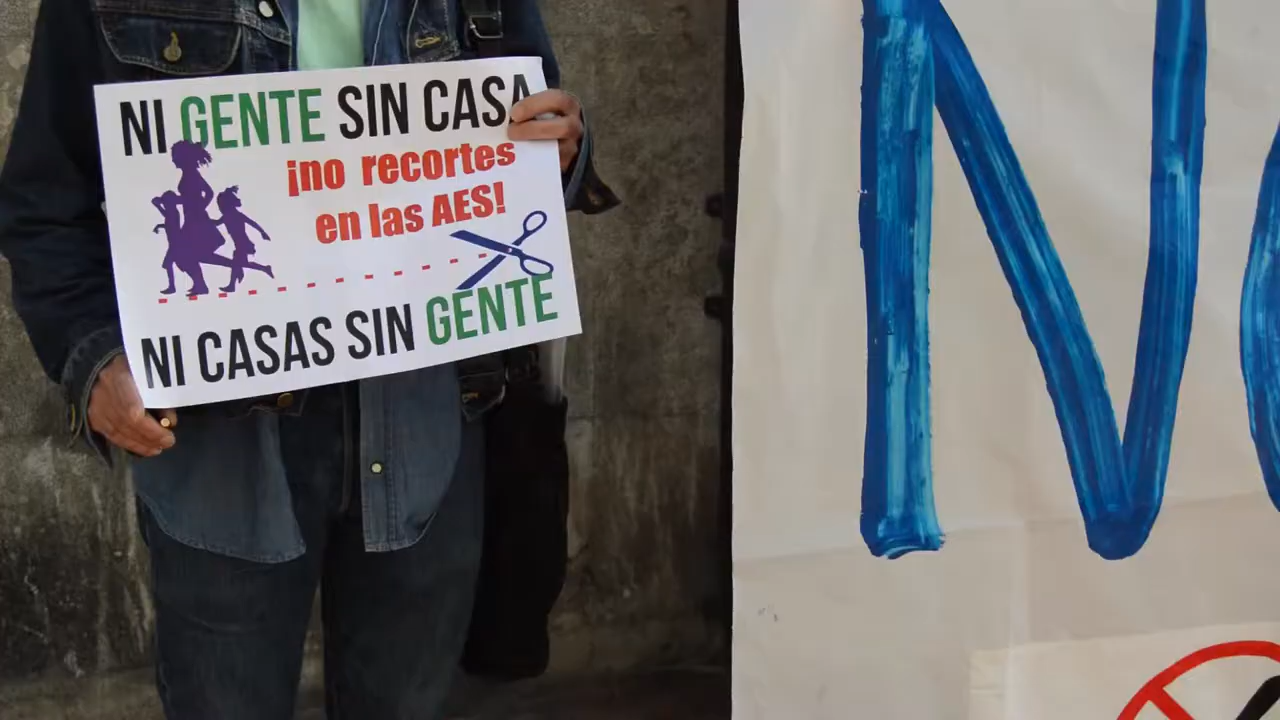 NI GENTE SIN CASA
¡no recortes
en las AES!
NI CASAS SIN GENTE
N